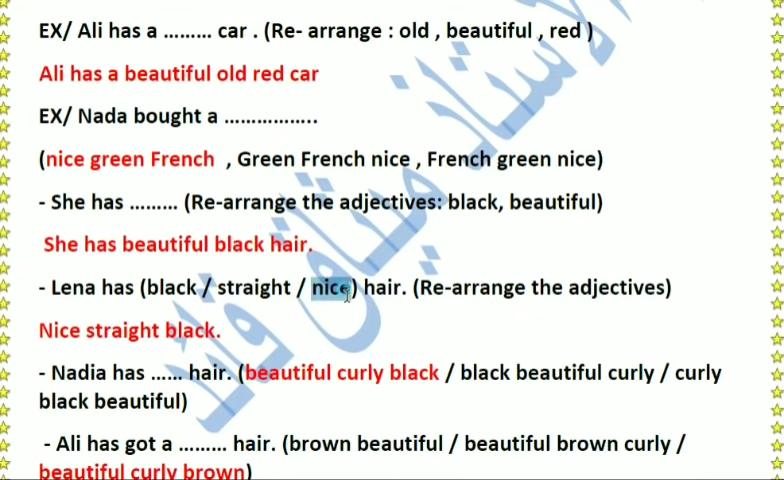 EX/ Ali has a ......... car . (Re- arrange : old , beautiful , red )
Ali has a beautiful old red car
EX/ Nada bought a ................
(nice green French , Green French nice , French green nice)
- She has ......... (Re-arrange the adjectives: black, beautiful)
She has beautiful black hair.
- Lena has (black / straight / nice) hair. (Re-arrange the adjectives)
Nice straight black.
- Nadia has ...... hair. (beautiful curly black / black beautiful curly / curly
black beautiful)
- Ali has got a ......... hair. (brown beautiful / beautiful brown curly /
beautiful curly brown)